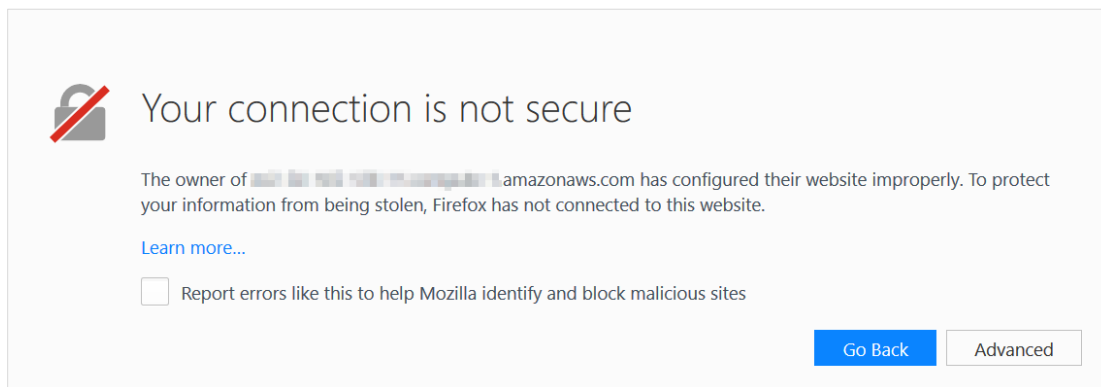 Your connection is not secure
The owner of .amazonaws.com has configured their website improperly. To protect
your information from being stolen, Firefox has not connected to this website.
Learn more...
Report errors like this to help Mozilla identify and block malicious sites
Go Back Advanced